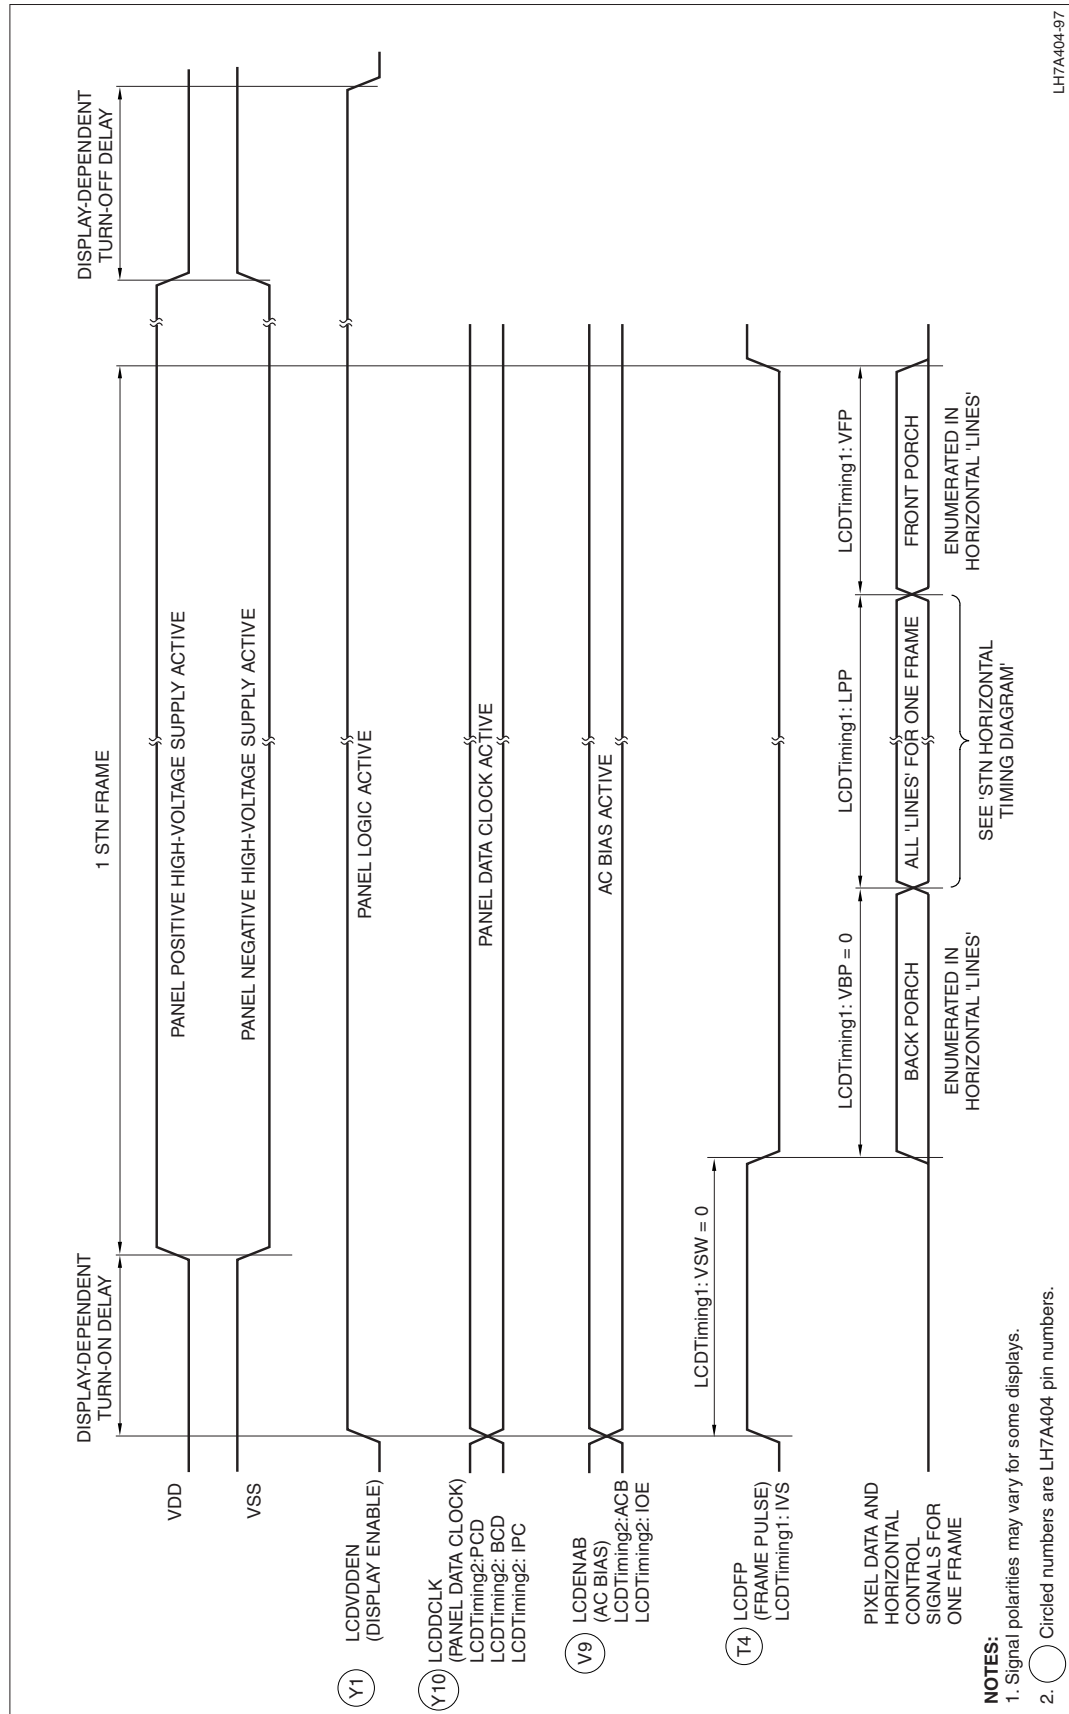 DISPLAY-DEPENDENT
TURN-ON DELAY
1 STN FRAME
DISPLAY-DEPENDENT
TURN-OFF DELAY
VDD
PANEL POSITIVE HIGH-VOLTAGE SUPPLY ACTIVE
VSS
PANEL NEGATIVE HIGH-VOLTAGE SUPPLY ACTIVE
Y1
LCDVDDEN
(DISPLAY ENABLE)
PANEL LOGIC ACTIVE
Y10
LCDDCLK
(PANEL DATA CLOCK)
LCDTiming2:PCD
LCDTiming2: BCD
LCDTiming2: IPC
PANEL DATA CLOCK ACTIVE
V9
LCDENAB
(AC BIAS)
LCDTiming2:ACB
LCDTiming2: IOE
AC BIAS ACTIVE
LCDTiming1: VSW = 0
T4
LCDFP
(FRAME PULSE)
LCDTiming1: IVS
LCDTiming1: VBP = 0
LCDTiming1: LPP
LCDTiming1: VFP
PIXEL DATA AND
HORIZONTAL
CONTROL
SIGNALS FOR
ONE FRAME
BACK PORCH
ALL 'LINES' FOR ONE FRAME
FRONT PORCH
ENUMERATED IN
HORIZONTAL 'LINES'
SEE 'STN HORIZONTAL
TIMING DIAGRAM'
ENUMERATED IN
HORIZONTAL 'LINES'
NOTES:
1. Signal polarities may vary for some displays.
2. Circled numbers are LH7A404 pin numbers.
LH7A404-97